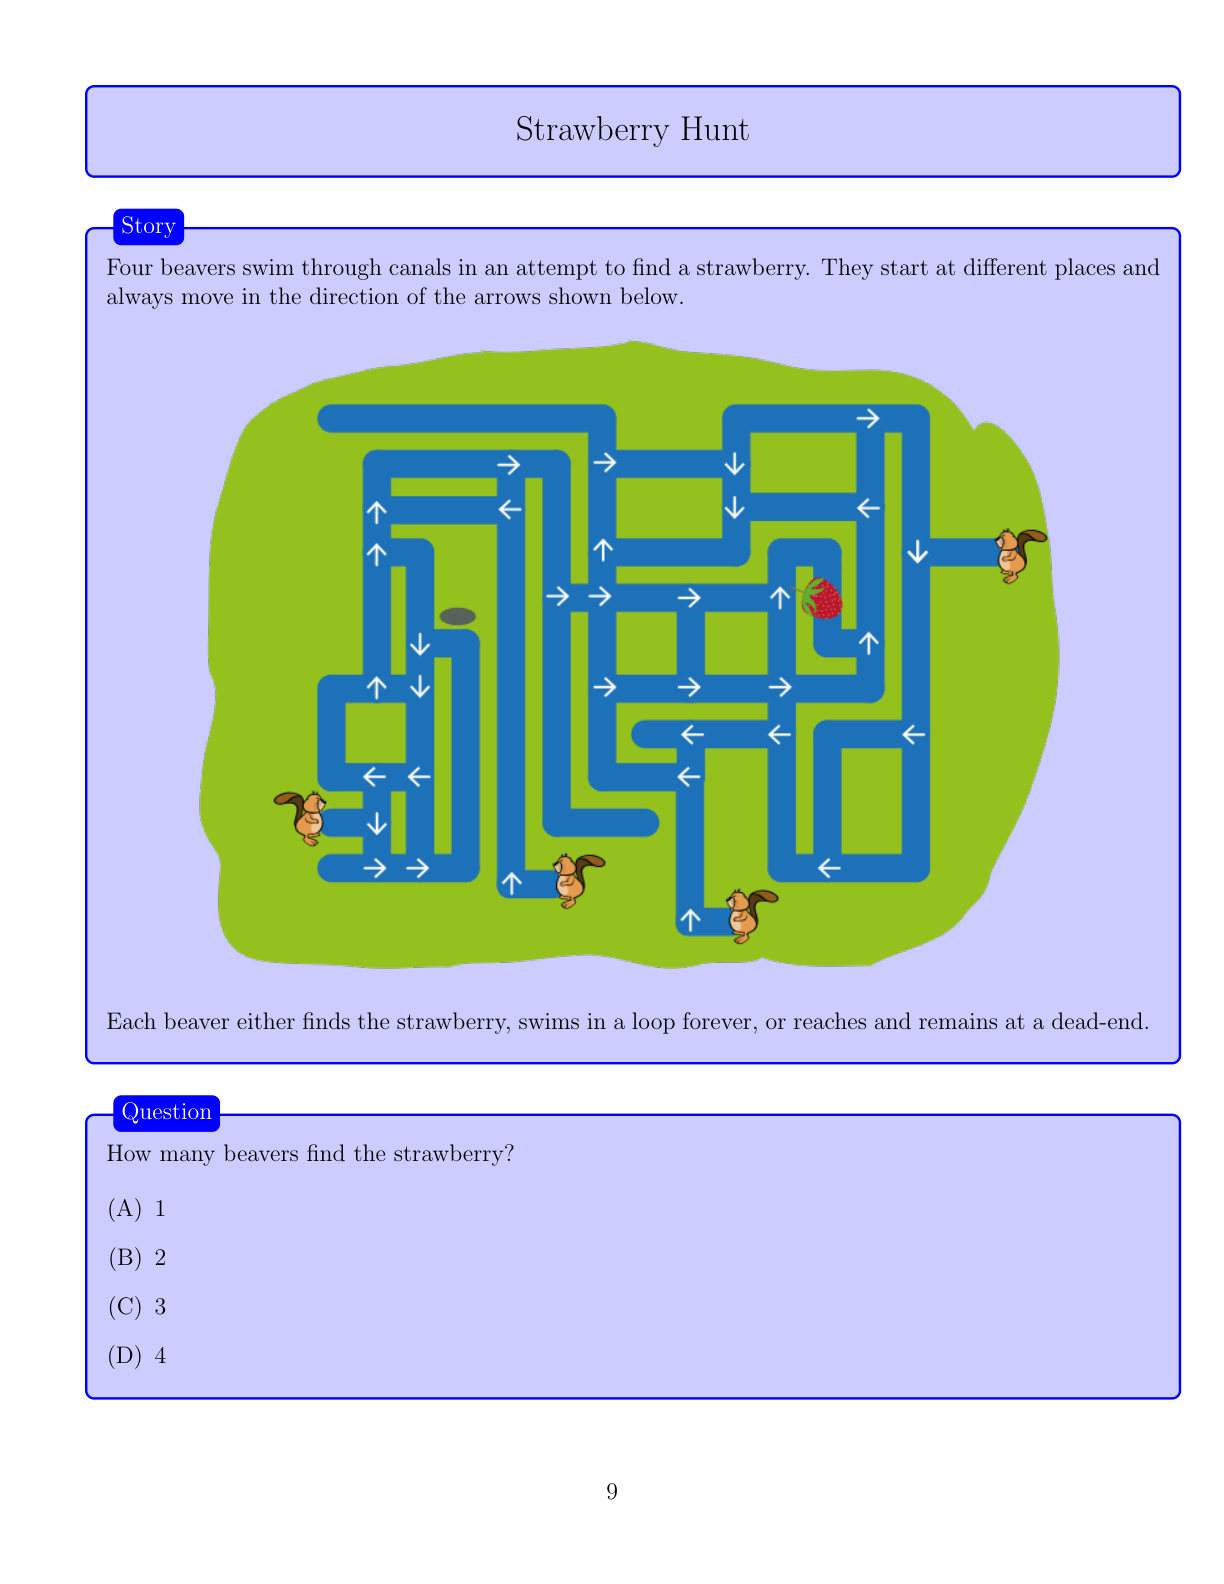 Strawberry Hunt
Story
Four beavers swim through canals in an attempt to find a strawberry. They start at different places and
always move in the direction of the arrows shown below.
Each beaver either finds the strawberry, swims in a loop forever, or reaches and remains at a dead-end.
Question
How many beavers find the strawberry?
(A) 1
(B) 2
(C) 3
(D) 4
9